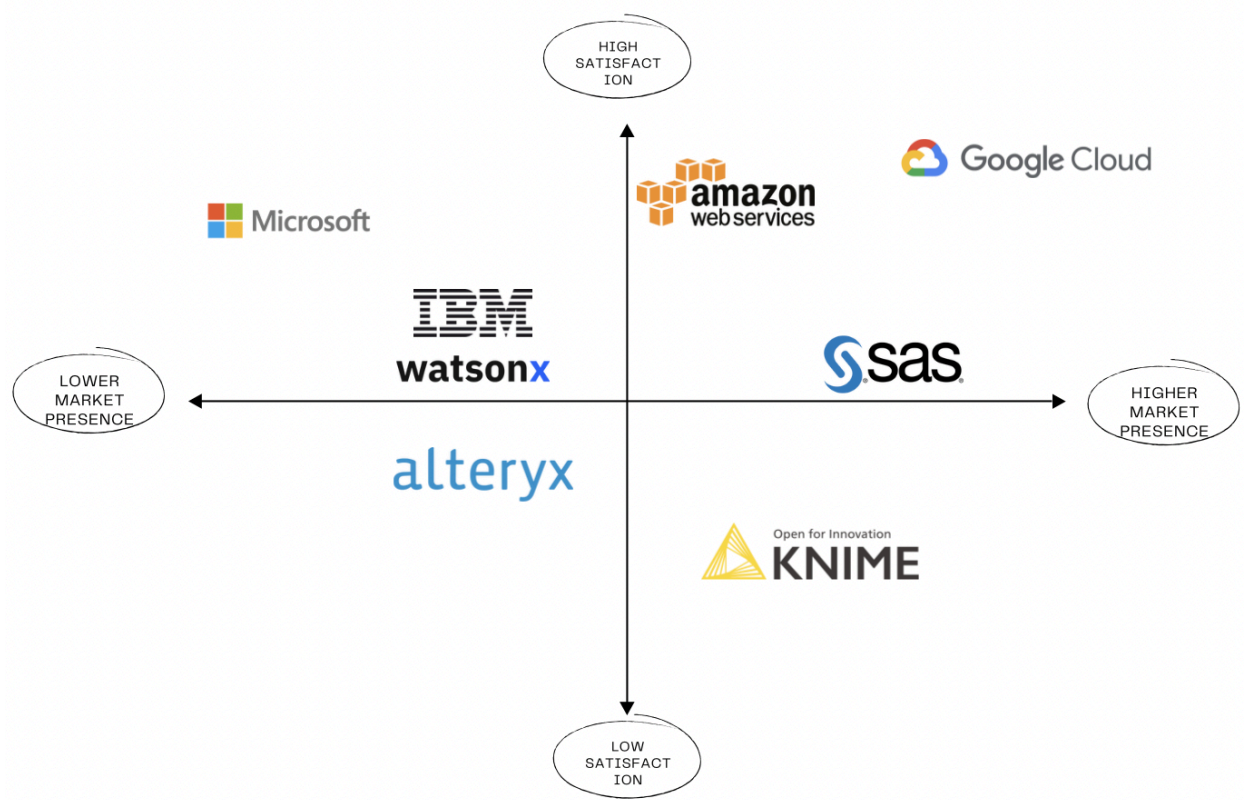 HIGH
SATISFACT
ION
Google Cloud
amazon
web services
Microsoft
IBM
watsonx
sas
LOWER
MARKET
PRESENCE
HIGHER
MARKET
PRESENCE
alteryx
Open for Innovation
KNIME
LOW
SATISFACT
ION